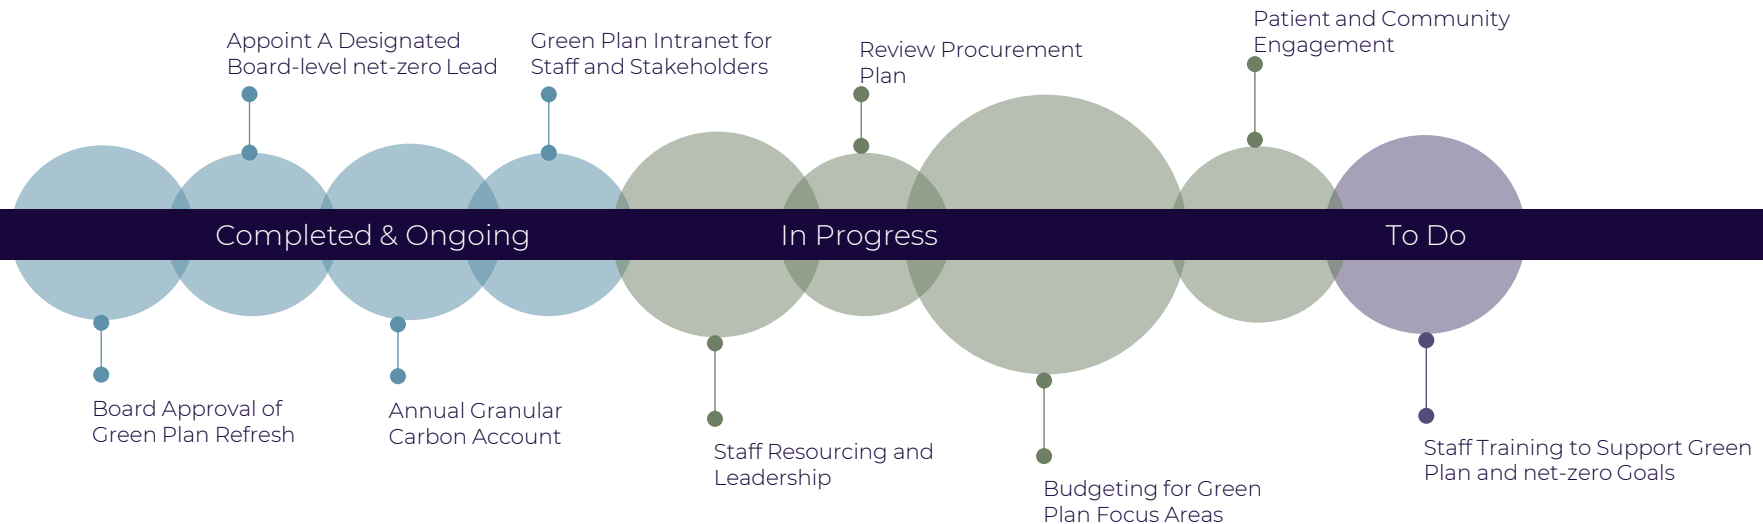 Appoint A Designated
Board-level net-zero Lead
Green Plan Intranet for
Staff and Stakeholders
Review Procurement
Plan
Patient and Community
Engagement
Completed & Ongoing
In Progress
To Do
Board Approval of
Green Plan Refresh
Annual Granular
Carbon Account
Staff Resourcing and
Leadership
Budgeting for Green
Plan Focus Areas
Staff Training to Support Green
Plan and net-zero Goals